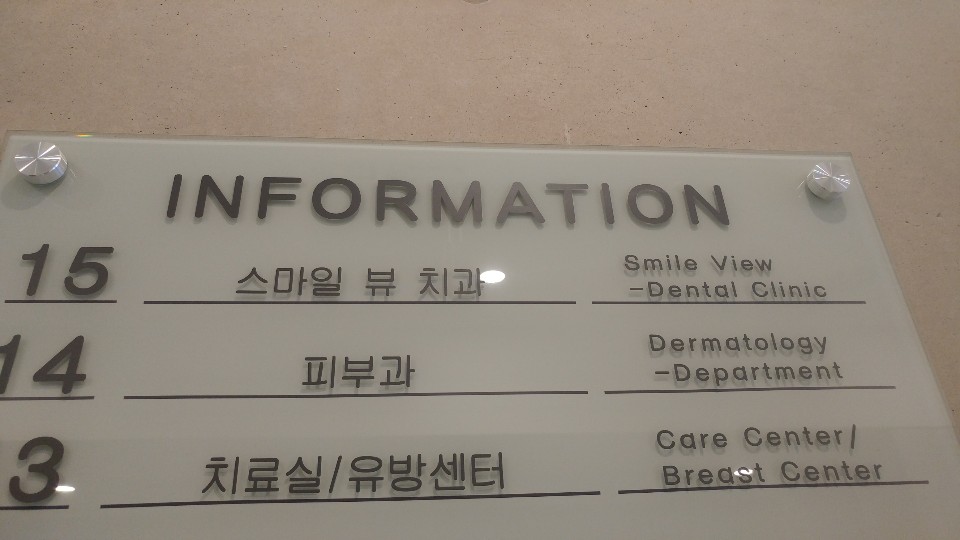 INFORMATION
15 스마일 뷰 치과 Smile View
-Dental Clinic
14 피부과 Dermatology
-Department
3 치료실/유방센터 Care Center/
Breast Center